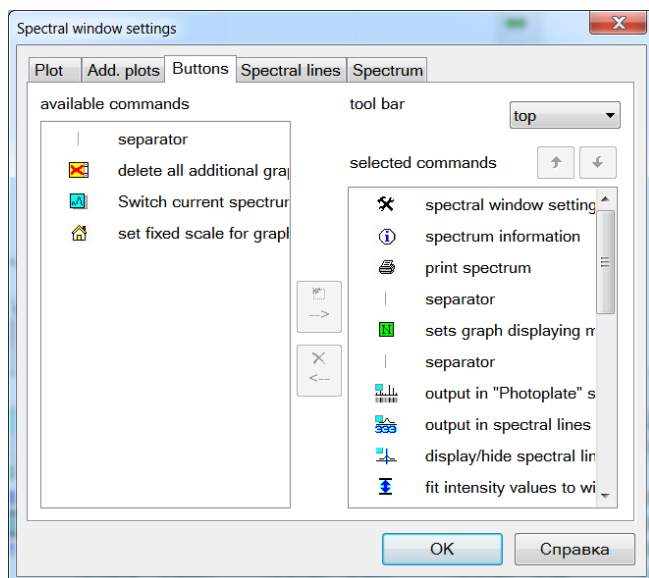 Spectral window settings
Plot
Add. plots
Buttons
Spectral lines
Spectrum
available commands
separator
delete all additional gra
Switch current spectrur
set fixed scale for grapl
-->
<--
tool bar
top
selected commands
spectral window setting
spectrum information
print spectrum
separator
N
sets graph displaying m
separator
output in "Photoplate" s
333
output in spectral lines
display/hide spectral lin
fit intensity values to wi
OK
Справка